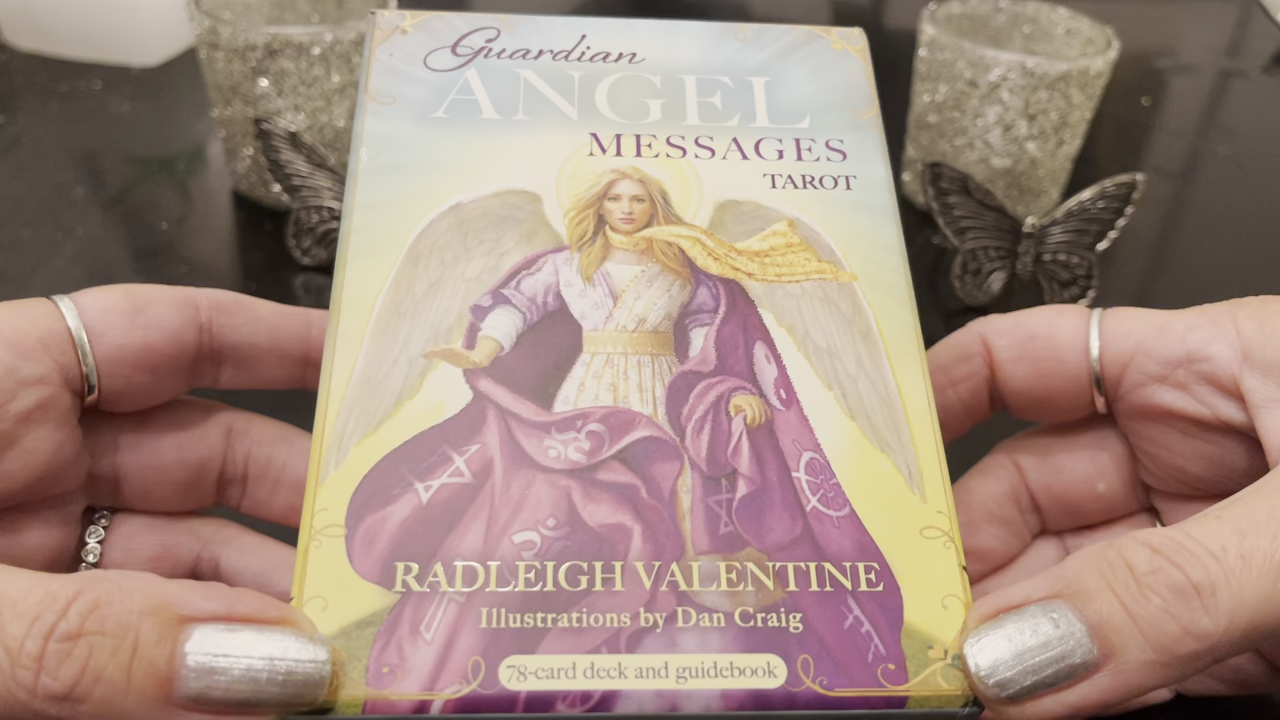 Guardian
ANGEL
MESSAGES
TAROT
RADLEIGH VALENTINE
Illustrations by Dan Craig
78-card deck and guidebook